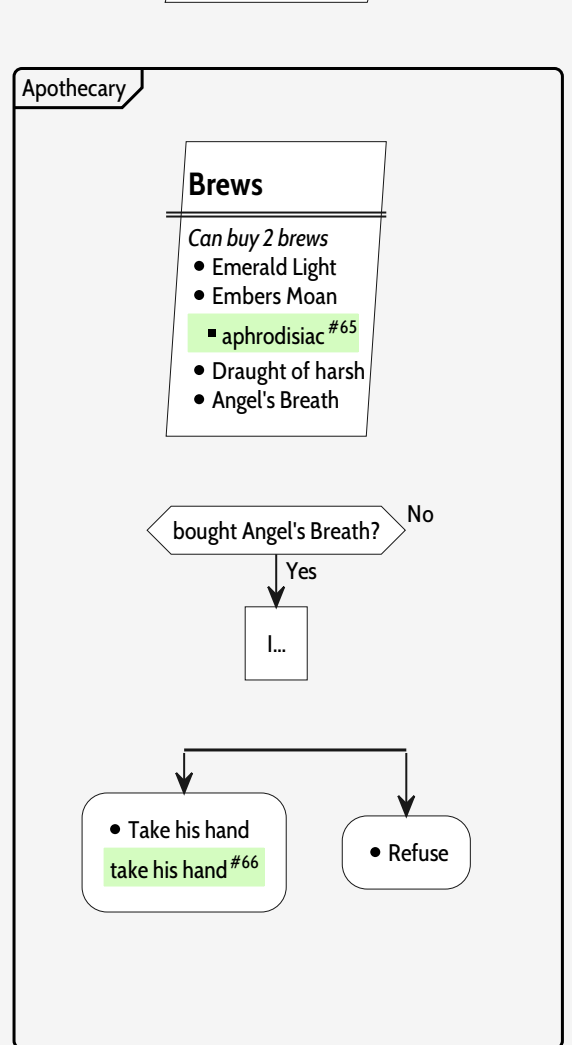 Apothecary
Brews
Can buy 2 brews
Emerald Light
Embers Moan
aphrodisiac #65
Draught of harsh
Angel's Breath
bought Angel's Breath?
No
Yes
I...
Take his hand
take his hand #66
Refuse